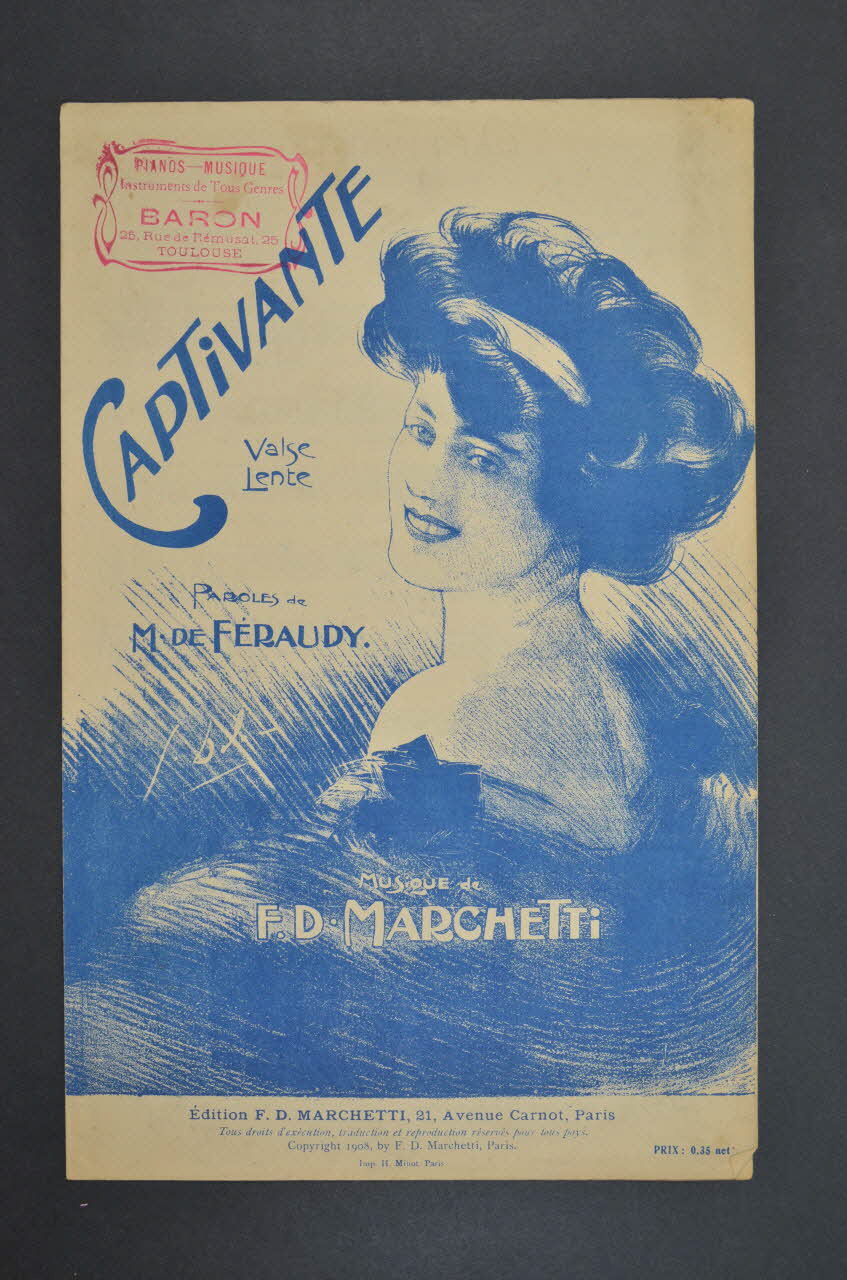 PIANOS—MUSIQUE
Instruments de Tous Genres
BARON
25, Rue de Rémusat, 25
TOULOUSE
CAPTiVANTE
Valse
Lente
PAROLES de
M. DE FÉRAUDY.
MUSiQUE de
F. D. MARCHETTi
Édition F. D. MARCHETTI, 21, Avenue Carnot, Paris
Tous droits d'exécution, traduction et reproduction réservés pour tous pays.
Copyright 1908, by F. D. Marchetti, Paris.
PRIX : 0.35 net
Imp. H. Minot. Paris